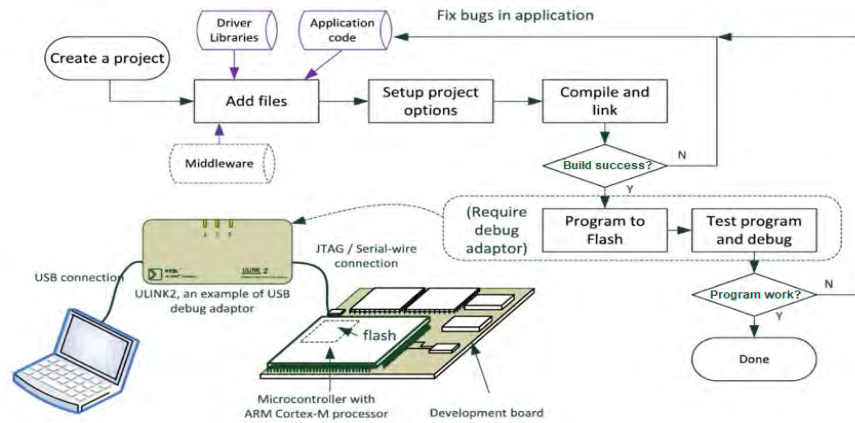 Driver
Libraries
Application
code
Fix bugs in application
Create a project
Add files
Setup project
options
Compile and
link
Middleware
Build success?
N
Y
(Require
debug
adaptor)
Program to
Flash
Test program
and debug
JTAG / Serial-wire
connection
USB connection
ULINK 2
ULINK2, an example of USB
debug adaptor
Program work?
N
Y
flash
Done
Microcontroller with
ARM Cortex-M processor
Development board